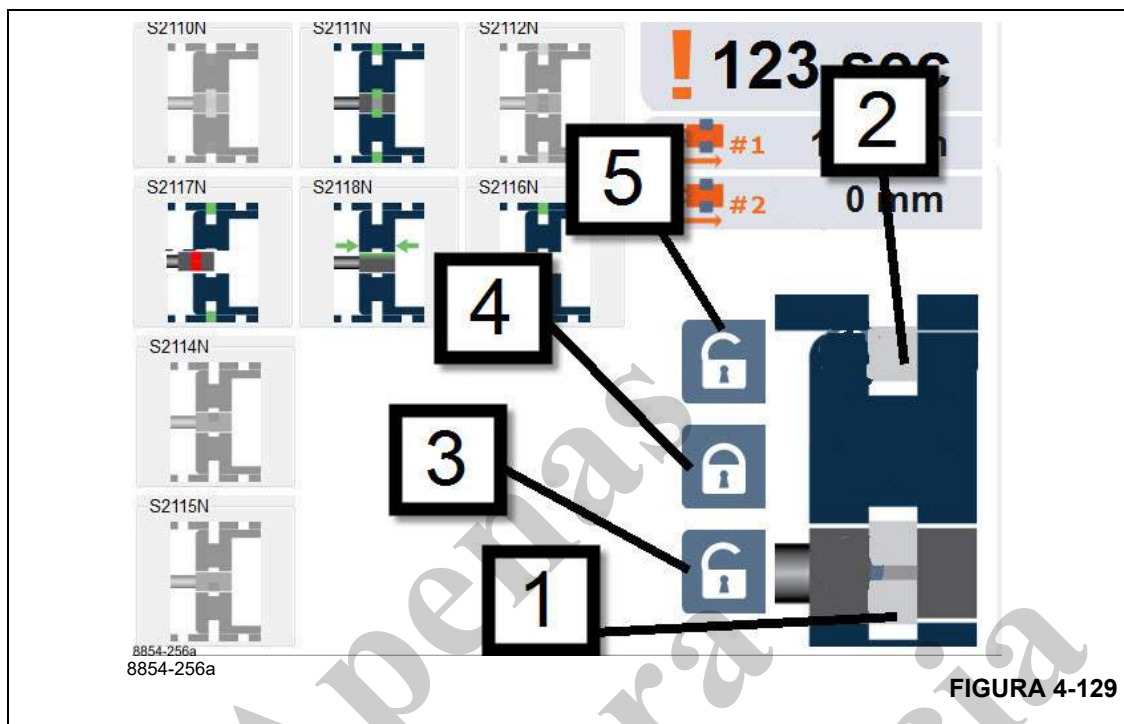 S2110N S2111N S2112N
123 sec
#1
S2117N S2118N S2116N
#2 0 mm
5
2
4
S2114N
3
S2115N
1
8854-256a
8854-256a
FIGURA 4-129
Apenas